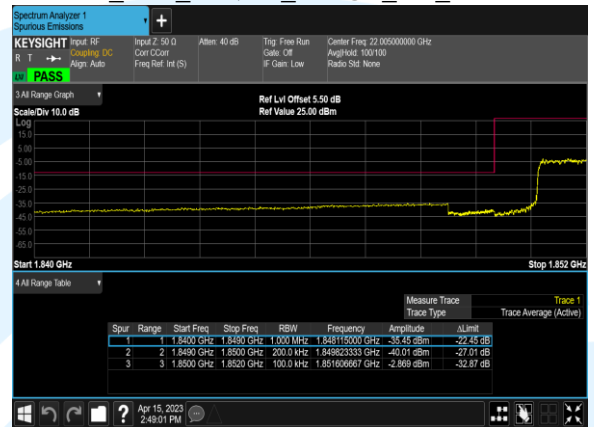 Spectrum Analyzer 1
Spurious Emissions
+
KEYSIGHT Input: RF Input Z: 50 Ω Atten: 40 dB Trig: Free Run Center Freq: 22.005000000 GHz
R T Coupling: DC Corr CCorr Gate: Off Avg|Hold: 100/100
Align: Auto Freq Ref: Int (S) IF Gain: Low Radio Std: None
LV PASS
3 All Range Graph
Ref Lvl Offset 5.50 dB
Scale/Div 10.0 dB Ref Value 25.00 dBm
Log
15.0
5.00
-5.00
-15.0
-25.0
-35.0
-45.0
-55.0
-65.0
Start 1.840 GHz Stop 1.852 GHz
4 All Range Table
Measure Trace Trace 1
Trace Type Trace Average (Active)
Spur Range Start Freq Stop Freq RBW Frequency Amplitude ΔLimit
1 1 1.8400 GHz 1.8490 GHz 1.000 MHz 1.848115000 GHz -35.45 dBm -22.45 dB
2 2 1.8490 GHz 1.8500 GHz 200.0 kHz 1.849823333 GHz -40.01 dBm -27.01 dB
3 3 1.8500 GHz 1.8520 GHz 100.0 kHz 1.851606667 GHz -2.869 dBm -32.87 dB
? Apr 15, 2023
2:49:01 PM